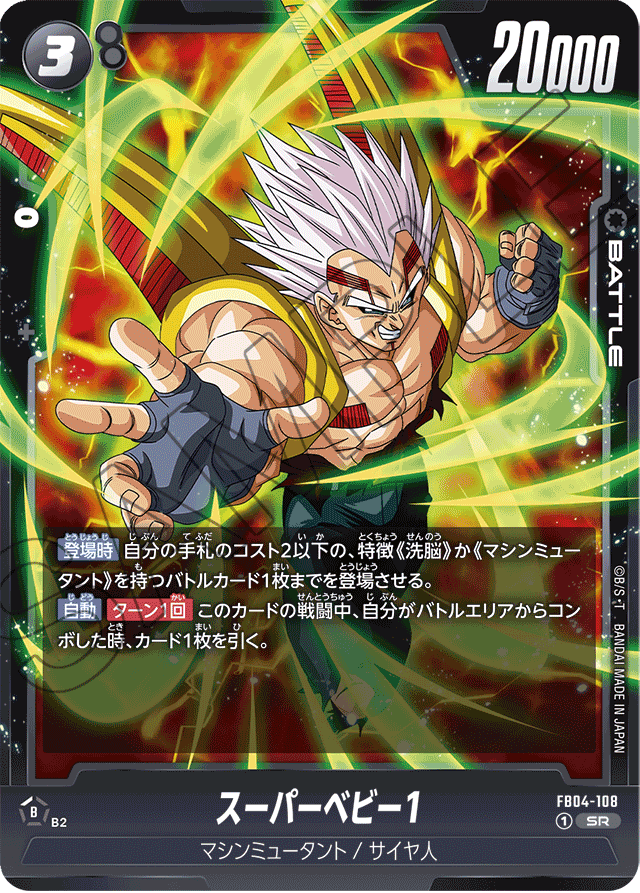 3
8
20000
0
+
BATTLE
SAMPLE
登場時 自分の手札のコスト2以下の、特徴《洗脳》か《マシンミュー
タント》を持つバトルカード1枚までを登場させる。
自動 ターン1回 このカードの戦闘中、自分がバトルエリアからコン
ボした時、カード1枚を引く。
©B/S・T BANDAI MADE IN JAPAN
B
B2
スーパーベビー1
FB04-108
1 SR
マシンミュータント / サイヤ人